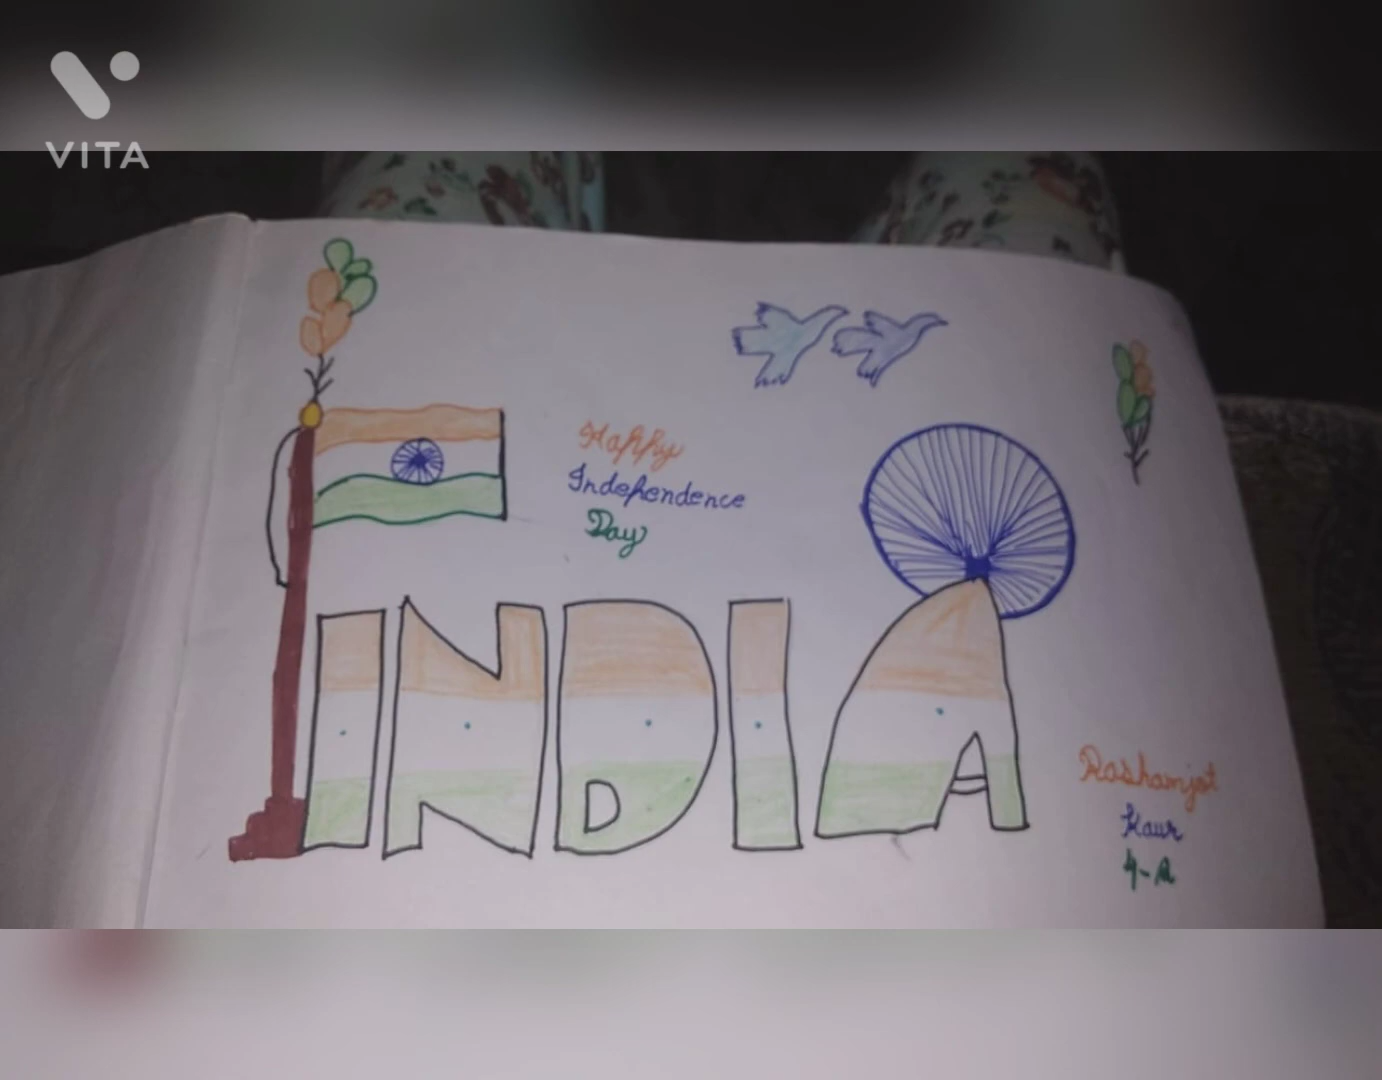 VITA
Happy
Independence
Day
INDIA
Rashamjot
Kaur
4-A